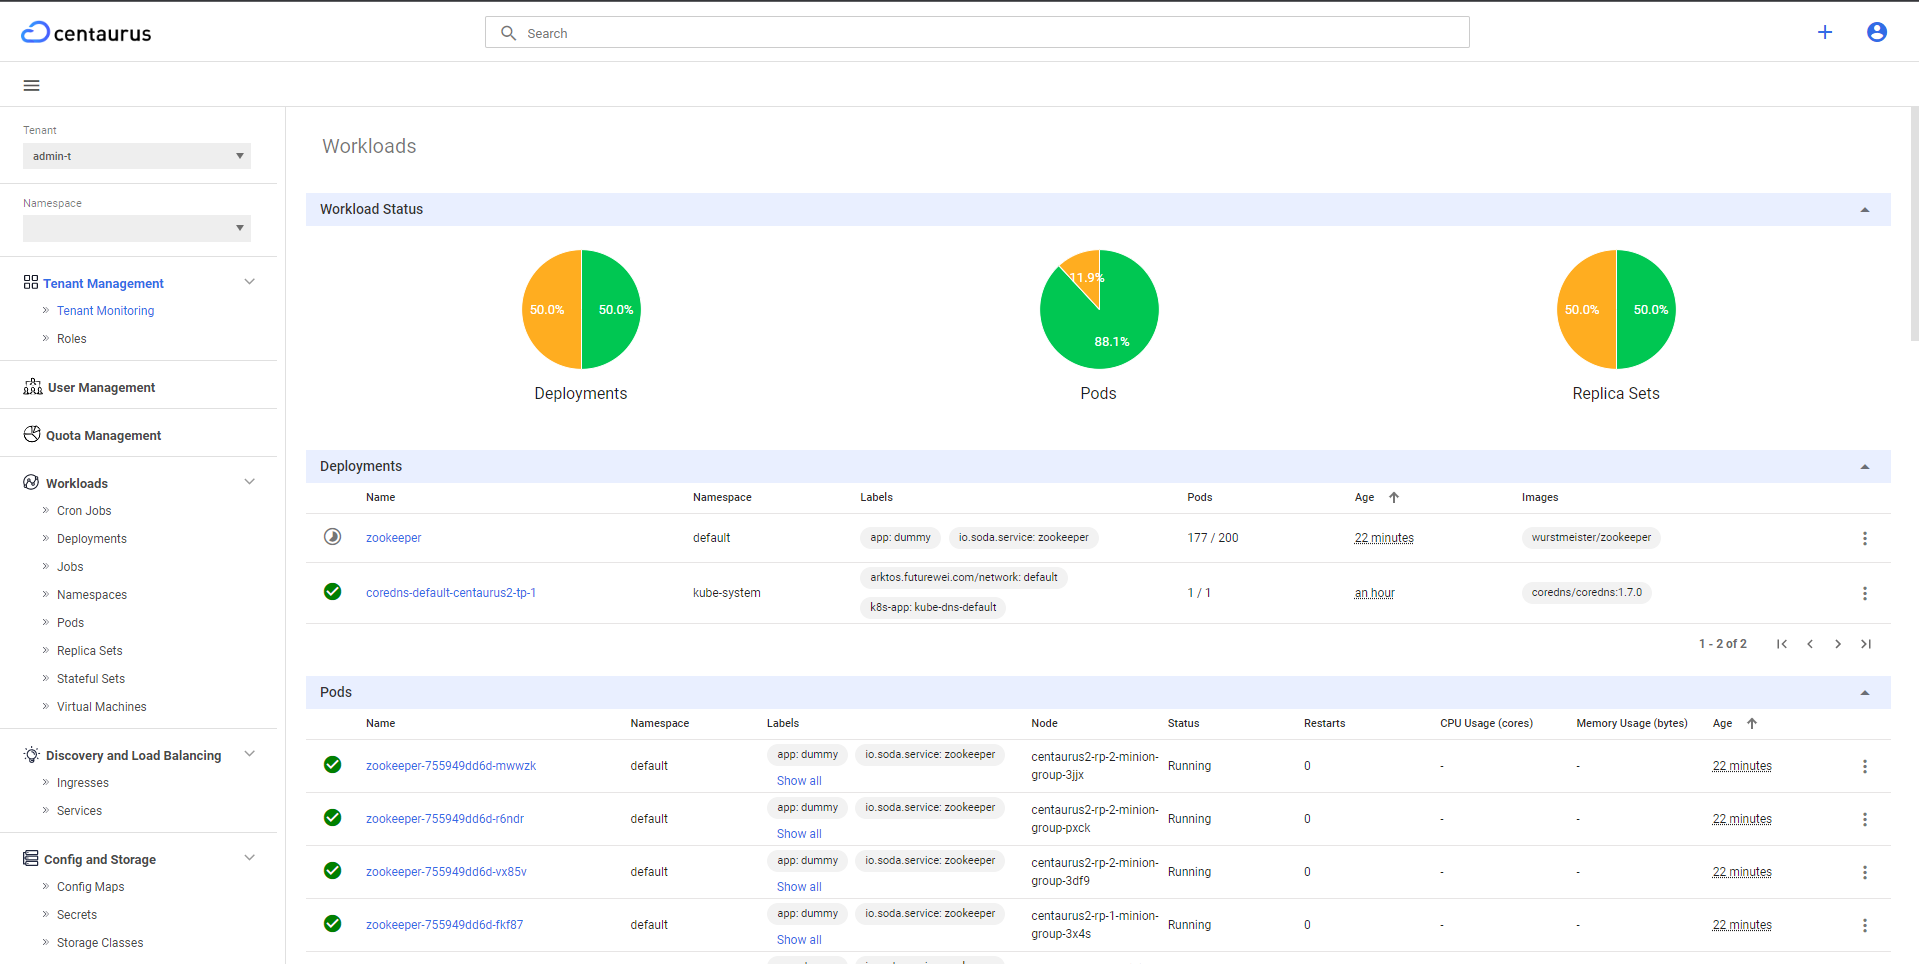 centaurus
Search
Tenant
admin-t
Namespace
Tenant Management
Tenant Monitoring
Roles
User Management
Quota Management
Workloads
Cron Jobs
Deployments
Jobs
Namespaces
Pods
Replica Sets
Stateful Sets
Virtual Machines
Discovery and Load Balancing
Ingresses
Services
Config and Storage
Config Maps
Secrets
Storage Classes
Workloads
Workload Status
50.0% 50.0%
Deployments
11.9%
88.1%
Pods
50.0% 50.0%
Replica Sets
Deployments
Name Namespace Labels Pods Age Images
zookeeper default app: dummy io.soda.service: zookeeper 177 / 200 22 minutes wurstmeister/zookeeper
coredns-default-centaurus2-tp-1 kube-system arktos.futurewei.com/network: default 1 / 1 an hour coredns/coredns:1.7.0
k8s-app: kube-dns-default
1 - 2 of 2
Pods
Name Namespace Labels Node Status Restarts CPU Usage (cores) Memory Usage (bytes) Age
zookeeper-755949dd6d-mwwzk default app: dummy io.soda.service: zookeeper centaurus2-rp-2-minion- Running 0 - - 22 minutes
Show all group-3jjx
zookeeper-755949dd6d-r6ndr default app: dummy io.soda.service: zookeeper centaurus2-rp-2-minion- Running 0 - - 22 minutes
Show all group-pxck
zookeeper-755949dd6d-vx85v default app: dummy io.soda.service: zookeeper centaurus2-rp-2-minion- Running 0 - - 22 minutes
Show all group-3df9
zookeeper-755949dd6d-fkf87 default app: dummy io.soda.service: zookeeper centaurus2-rp-1-minion- Running 0 - - 22 minutes
Show all group-3x4s